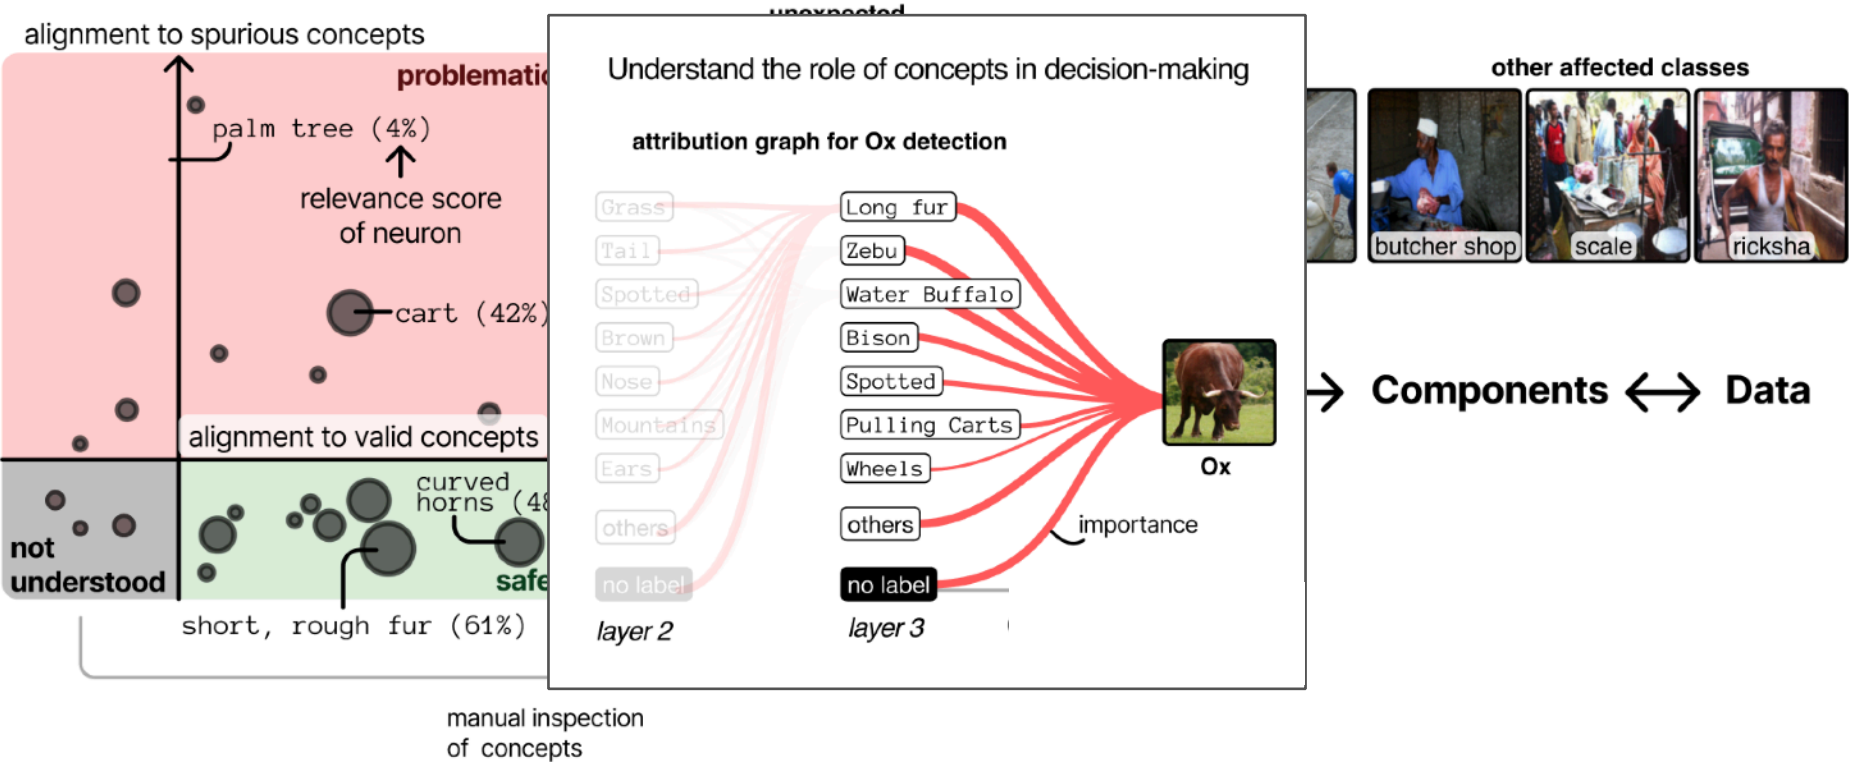 alignment to spurious concepts
problematic
palm tree (4%)
relevance score
of neuron
cart (42%)
alignment to valid concepts
curved
horns (48
not
understood
safe
short, rough fur (61%)
manual inspection
of concepts
unexpected
Understand the role of concepts in decision-making
attribution graph for Ox detection
Grass
Tail
Spotted
Brown
Nose
Mountains
Ears
others
no label
layer 2
Long fur
Zebu
Water Buffalo
Bison
Spotted
Pulling Carts
Wheels
others
no label
layer 3
importance
Ox
other affected classes
butcher shop
scale
ricksha
Components
Data